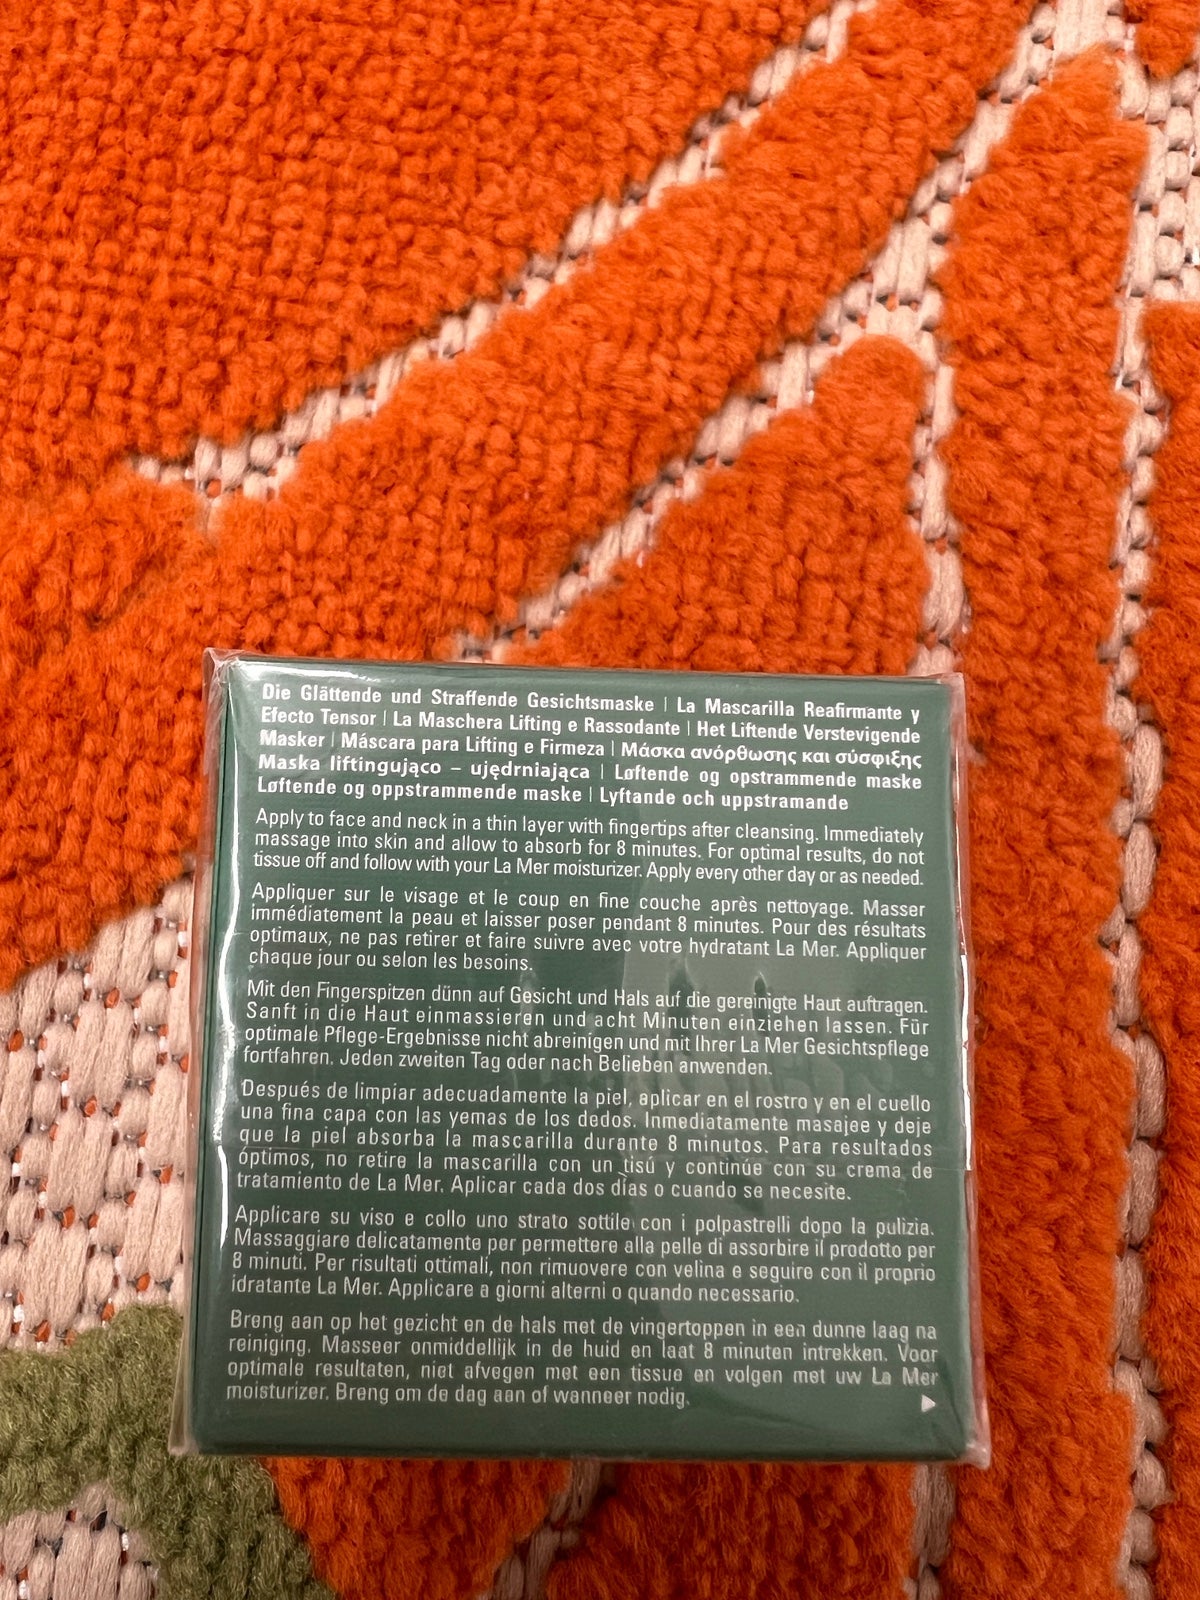 Die Glättende und Straffende Gesichtsmaske | La Mascarilla Reafirmante y
Efecto Tensor | La Maschera Lifting e Rassodante | Het Liftende Verstevigende
Masker | Máscara para Lifting e Firmeza | Μάσκα ανόρθωσης και σύσφιξης
Maska liftingująco – ujędrniająca | Løftende og opstrammende maske
Løftende og oppstrammende maske | Lyftande och uppstramande
Apply to face and neck in a thin layer with fingertips after cleansing. Immediately
massage into skin and allow to absorb for 8 minutes. For optimal results, do not
tissue off and follow with your La Mer moisturizer. Apply every other day or as needed.
Appliquer sur le visage et le coup en fine couche après nettoyage. Masser
immédiatement la peau et laisser poser pendant 8 minutes. Pour des résultats
optimaux, ne pas retirer et faire suivre avec votre hydratant La Mer. Appliquer
chaque jour ou selon les besoins.
Mit den Fingerspitzen dünn auf Gesicht und Hals auf die gereinigte Haut auftragen.
Sanft in die Haut einmassieren und acht Minuten einziehen lassen. Für
optimale Pflege-Ergebnisse nicht abreinigen und mit Ihrer La Mer Gesichtspflege
fortfahren. Jeden zweiten Tag oder nach Belieben anwenden.
Después de limpiar adecuadamente la piel, aplicar en el rostro y en el cuello
una fina capa con las yemas de los dedos. Inmediatamente masajee y deje
que la piel absorba la mascarilla durante 8 minutos. Para resultados
óptimos, no retire la mascarilla con un tisú y continúe con su crema de
tratamiento de La Mer. Aplicar cada dos días o cuando se necesite.
Applicare su viso e collo uno strato sottile con i polpastrelli dopo la pulizia.
Massaggiare delicatamente per permettere alla pelle di assorbire il prodotto per
8 minuti. Per risultati ottimali, non rimuovere con velina e seguire con il proprio
idratante La Mer. Applicare a giorni alterni o quando necessario.
Breng aan op het gezicht en de hals met de vingertoppen in een dunne laag na
reiniging. Masseer onmiddellijk in de huid en laat 8 minuten intrekken. Voor
optimale resultaten, niet afvegen met een tissue en volgen met uw La Mer
moisturizer. Breng om de dag aan of wanneer nodig.